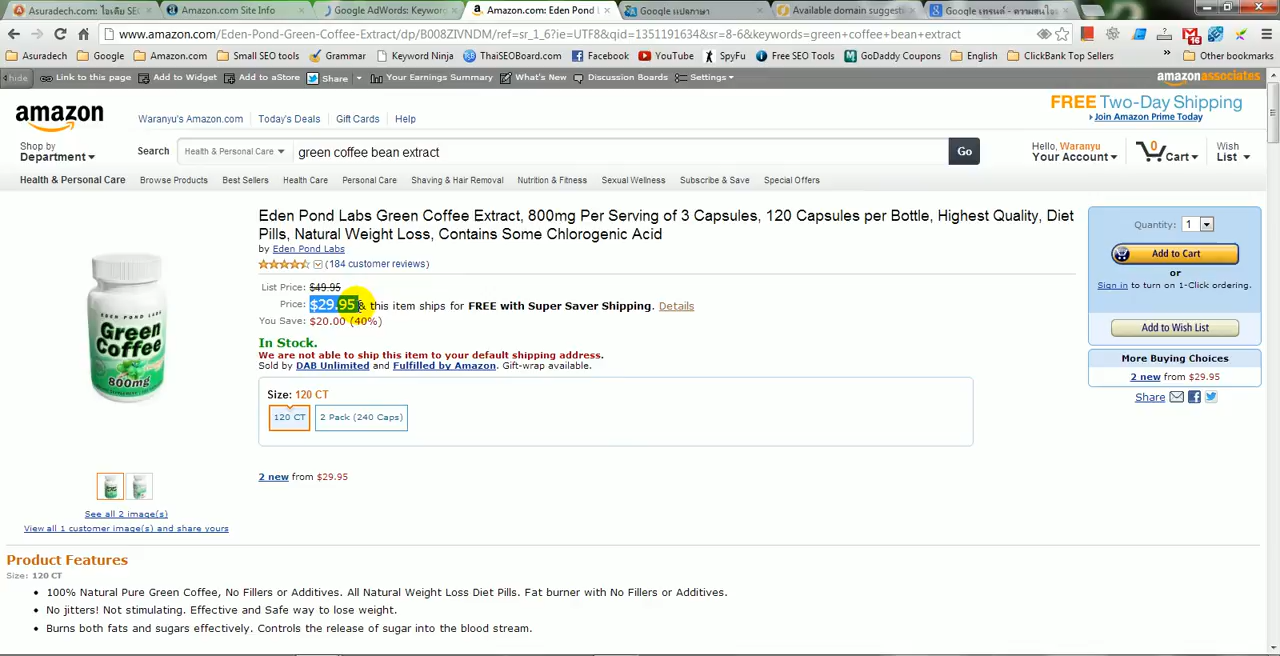 Asuradech.com: ไอเดีย SE
Amazon.com Site Info
Google AdWords: Keyword
Amazon.com: Eden Pond L
Google แปลภาษา
Available domain suggesti
Google เทรนด์ - ความสนใจ
www.amazon.com/Eden-Pond-Green-Coffee-Extract/dp/B008ZIVNDM/ref=sr_1_6?ie=UTF8&qid=1351191634&sr=8-6&keywords=green+coffee+bean+extract
16
Asuradech Google Amazon.com Small SEO tools Grammar Keyword Ninja ThaiSEOBoard.com Facebook YouTube SpyFu Free SEO Tools GoDaddy Coupons English ClickBank Top Sellers » Other bookmarks
hide Link to this page Add to Widget Add to aStore Share Your Earnings Summary What's New Discussion Boards Settings amazonassociates
amazon
Waranyu's Amazon.com Today's Deals Gift Cards Help
FREE Two-Day Shipping
Join Amazon Prime Today
Shop by
Department
Search Health & Personal Care green coffee bean extract Go
Hello, Waranyu
Your Account
0
Cart
Wish
List
Health & Personal Care Browse Products Best Sellers Health Care Personal Care Shaving & Hair Removal Nutrition & Fitness Sexual Wellness Subscribe & Save Special Offers
Eden Pond Labs Green Coffee Extract, 800mg Per Serving of 3 Capsules, 120 Capsules per Bottle, Highest Quality, Diet
Pills, Natural Weight Loss, Contains Some Chlorogenic Acid
by Eden Pond Labs
(184 customer reviews)
List Price: $49.95
Price: $29.95 & this item ships for FREE with Super Saver Shipping. Details
You Save: $20.00 (40%)
In Stock.
We are not able to ship this item to your default shipping address.
Sold by DAB Unlimited and Fulfilled by Amazon. Gift-wrap available.
Size: 120 CT
120 CT 2 Pack (240 Caps)
2 new from $29.95
Quantity: 1
Add to Cart
or
Sign in to turn on 1-Click ordering.
Add to Wish List
More Buying Choices
2 new from $29.95
Share
EDEN POND LABS
Green
Coffee
800mg
See all 2 image(s)
View all 1 customer image(s) and share yours
Product Features
Size: 120 CT
100% Natural Pure Green Coffee, No Fillers or Additives. All Natural Weight Loss Diet Pills. Fat burner with No Fillers or Additives.
No jitters! Not stimulating. Effective and Safe way to lose weight.
Burns both fats and sugars effectively. Controls the release of sugar into the blood stream.